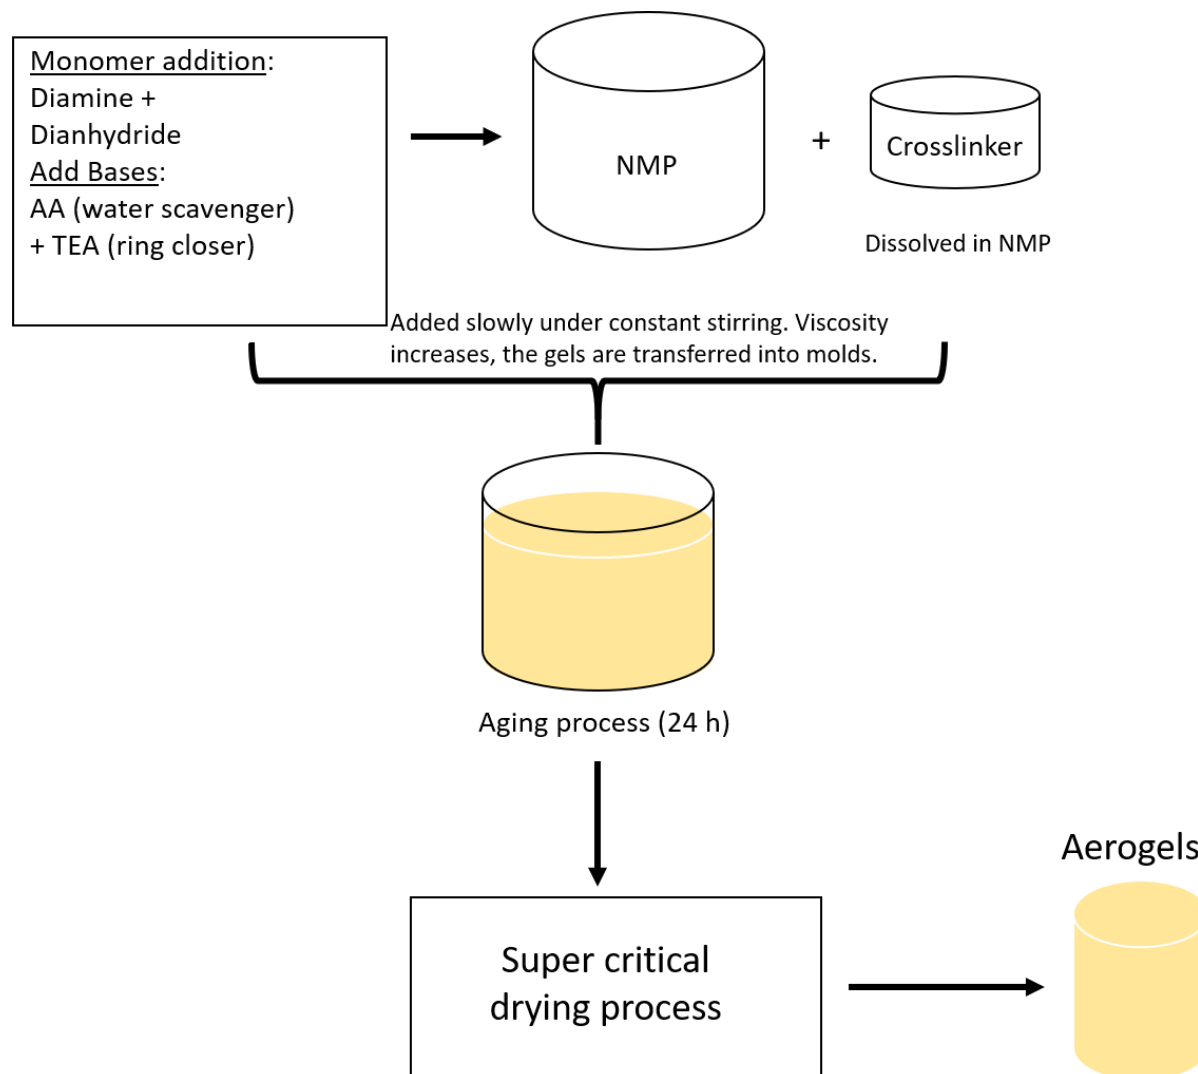 Monomer addition:
Diamine +
Dianhydride
Add Bases:
AA (water scavenger)
+ TEA (ring closer)
NMP
+
Crosslinker
Dissolved in NMP
Added slowly under constant stirring. Viscosity
increases, the gels are transferred into molds.
Aging process (24 h)
Super critical
drying process
Aerogels